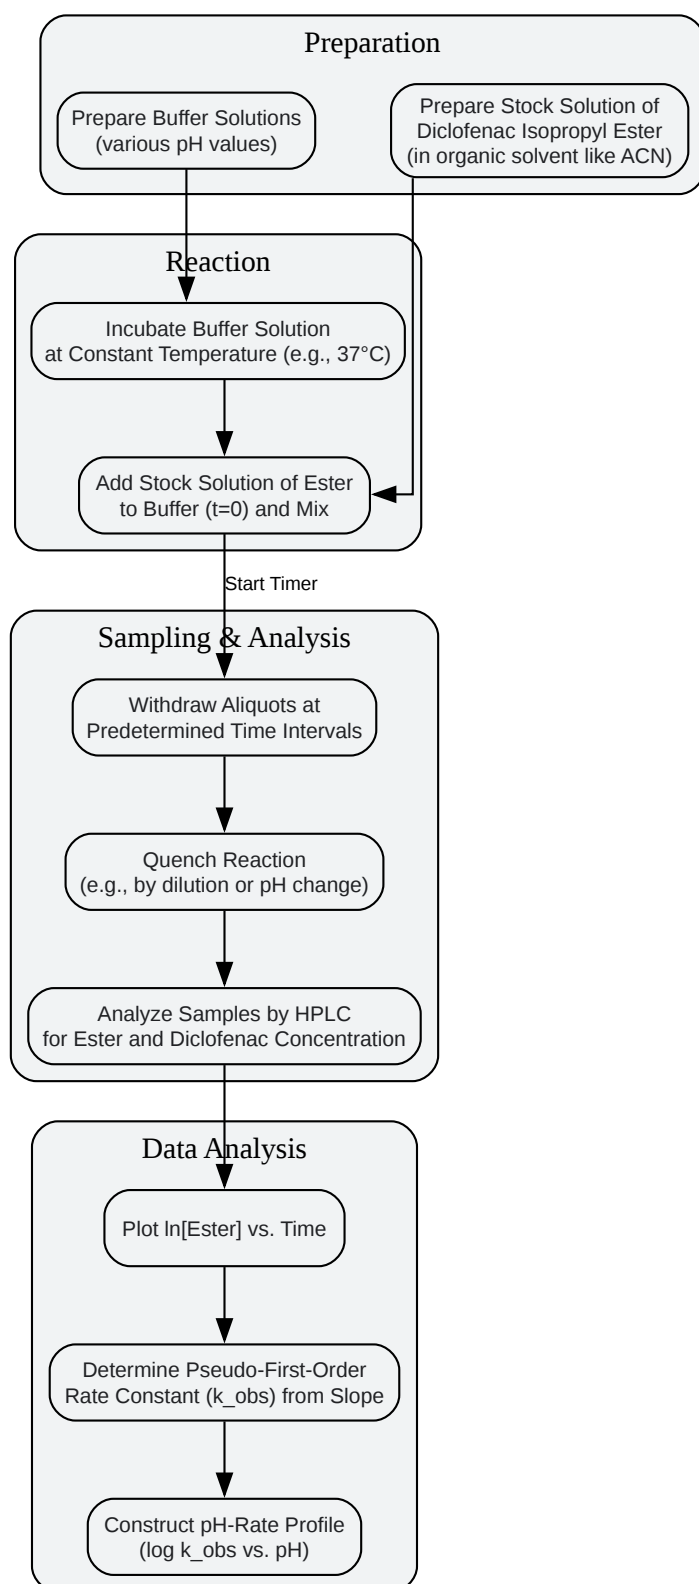 Preparation
Prepare Buffer Solutions
(various pH values)
Prepare Stock Solution of
Diclofenac Isopropyl Ester
(in organic solvent like ACN)
Reaction
Incubate Buffer Solution
at Constant Temperature (e.g., 37°C)
Add Stock Solution of Ester
to Buffer (t=0) and Mix
Start Timer
Sampling & Analysis
Withdraw Aliquots at
Predetermined Time Intervals
Quench Reaction
(e.g., by dilution or pH change)
Analyze Samples by HPLC
for Ester and Diclofenac Concentration
Data Analysis
Plot ln[Ester] vs. Time
Determine Pseudo-First-Order
Rate Constant (k_obs) from Slope
Construct pH-Rate Profile
(log k_obs vs. pH)